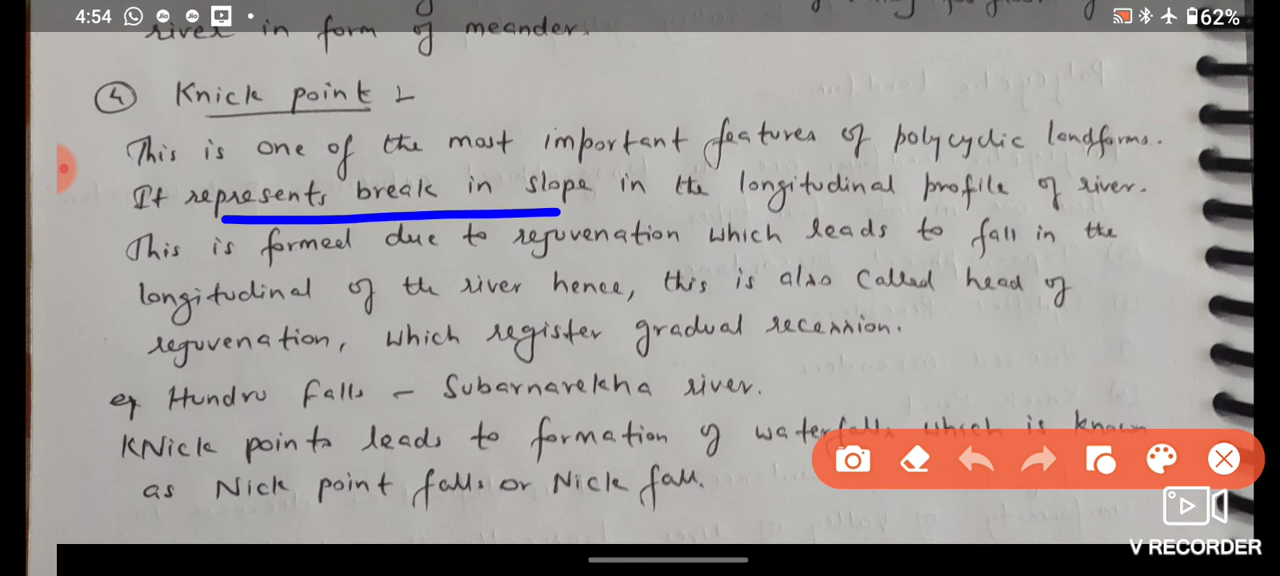 4:54 62%
river in form of meander.
④ Knick point
This is one of the most important features of polycyclic landforms.
It represents break in slope in the longitudinal profile of river.
This is formed due to rejuvenation which leads to fall in the
longitudinal of the river hence, this is also called head of
rejuvenation, which register gradual recession.
eg Hundru falls – Subarnarekha river.
KNick points leads to formation of waterfalls which is known
as Nick point falls or Nick fall.
V RECORDER